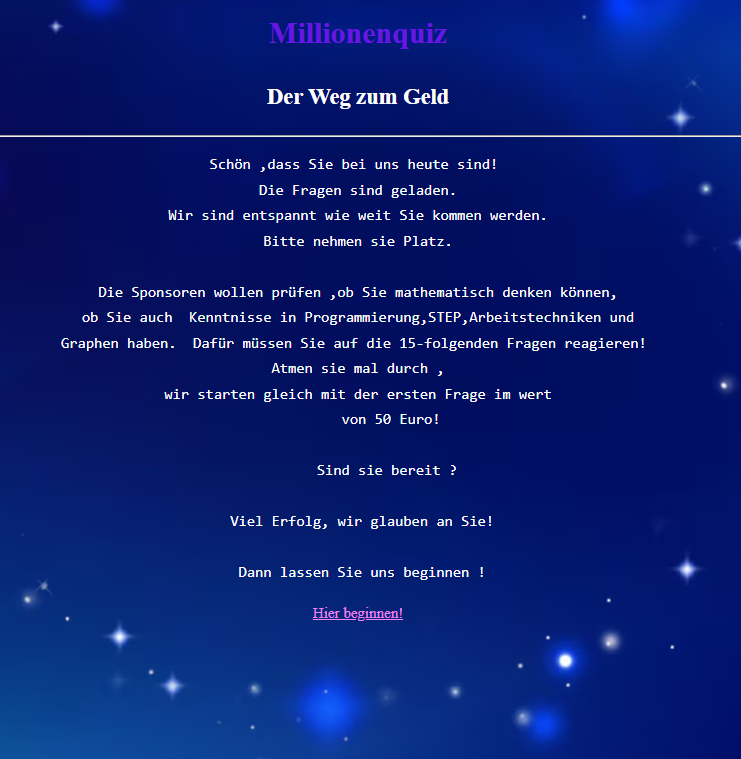 Millionenquiz
Der Weg zum Geld
Schön ,dass Sie bei uns heute sind!
Die Fragen sind geladen.
Wir sind entspannt wie weit Sie kommen werden.
Bitte nehmen sie Platz.
Die Sponsoren wollen prüfen ,ob Sie mathematisch denken können,
ob Sie auch  Kenntnisse in Programmierung,STEP,Arbeitstechniken und
Graphen haben.  Dafür müssen Sie auf die 15-folgenden Fragen reagieren!
Atmen sie mal durch ,
wir starten gleich mit der ersten Frage im wert
von 50 Euro!
Sind sie bereit ?
Viel Erfolg, wir glauben an Sie!
Dann lassen Sie uns beginnen !
Hier beginnen!